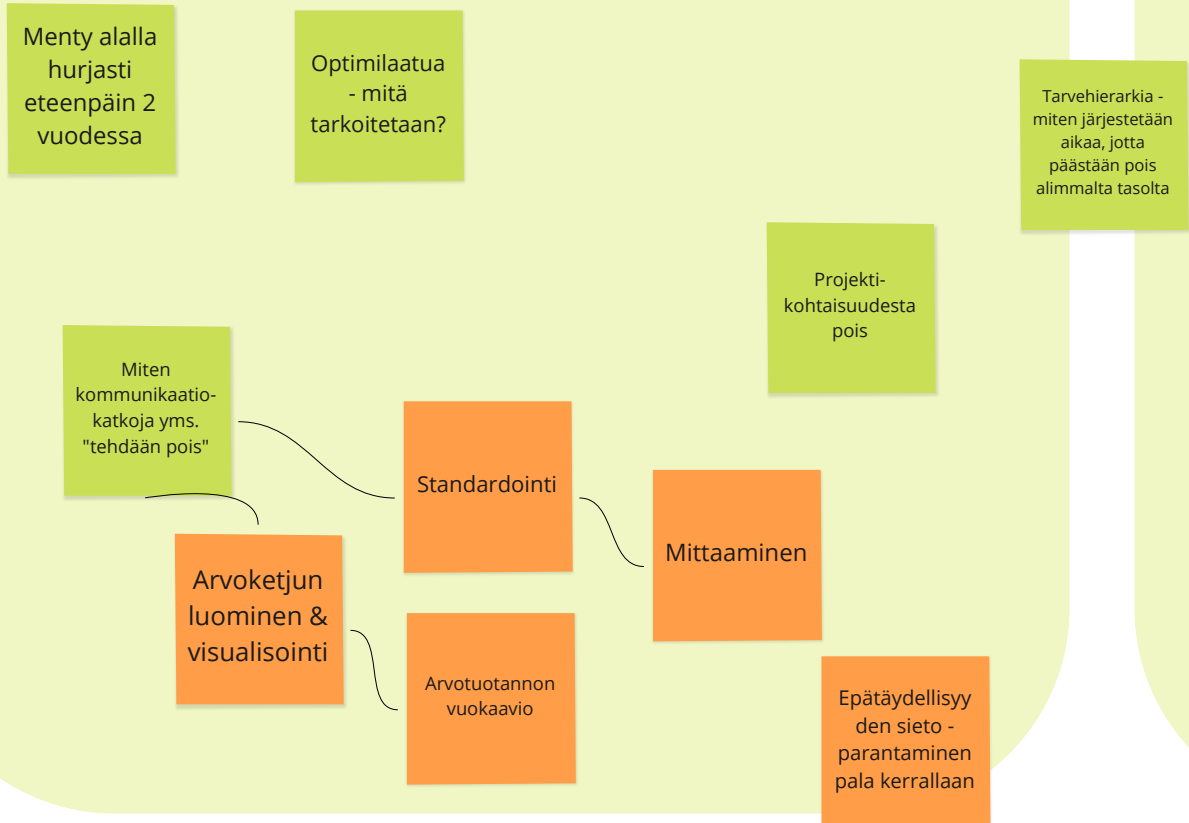 Menty alalla
hurjasti
eteenpäin 2
vuodessa
Optimilaatua
- mitä
tarkoitetaan?
Tarvehierarkia -
miten järjestetään
aikaa, jotta
päästään pois
alimmalta tasolta
Projekti-
kohtaisuudesta
pois
Miten
kommunikaatio-
katkoja yms.
"tehdään pois"
Standardointi
Mittaaminen
Arvoketjun
luominen &
visualisointi
Arvotuotannon
vuokaavio
Epätäydellisyy
den sieto -
parantaminen
pala kerrallaan